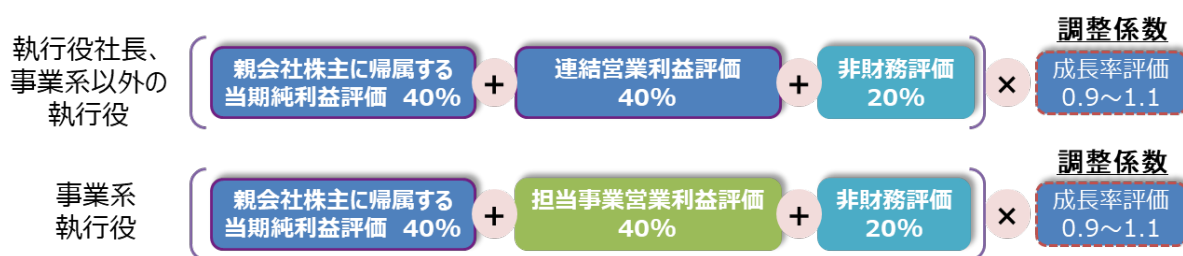 調整係数
執行役社長、
事業系以外の
執行役
親会社株主に帰属する
当期純利益評価 40%
+
連結営業利益評価
40%
+
非財務評価
20%
×
成長率評価
0.9～1.1
調整係数
事業系
執行役
親会社株主に帰属する
当期純利益評価 40%
+
担当事業営業利益評価
40%
+
非財務評価
20%
×
成長率評価
0.9～1.1